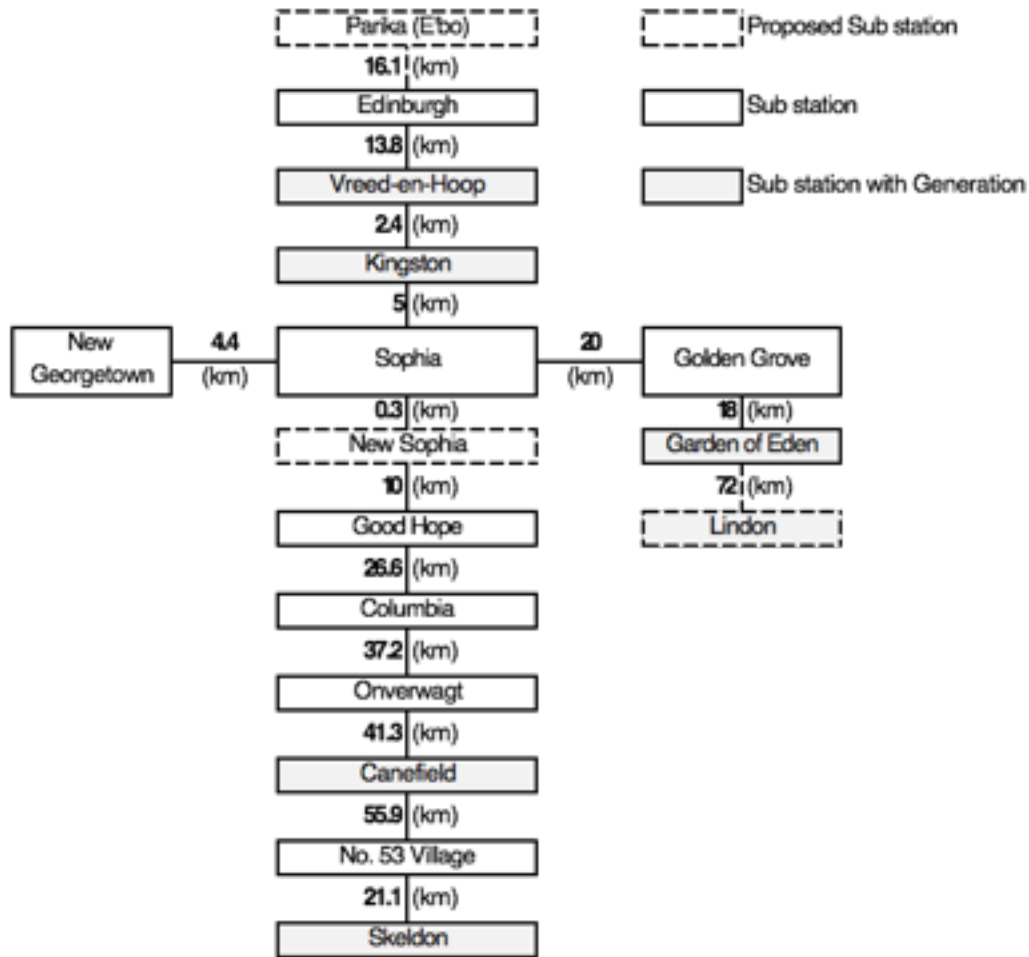 Parika (E'bo)
Proposed Sub station
16.1 (km)
Edinburgh
Sub station
13.8 (km)
Vreed-en-Hoop
Sub station with Generation
2.4 (km)
Kingston
5 (km)
New
Georgetown
4.4
(km)
Sophia
20
(km)
Golden Grove
0.3 (km)
18 (km)
New Sophia
Garden of Eden
10 (km)
72 (km)
Good Hope
Lindon
26.6 (km)
Columbia
37.2 (km)
Onverwagt
41.3 (km)
Canefield
55.9 (km)
No. 53 Village
21.1 (km)
Skeldon